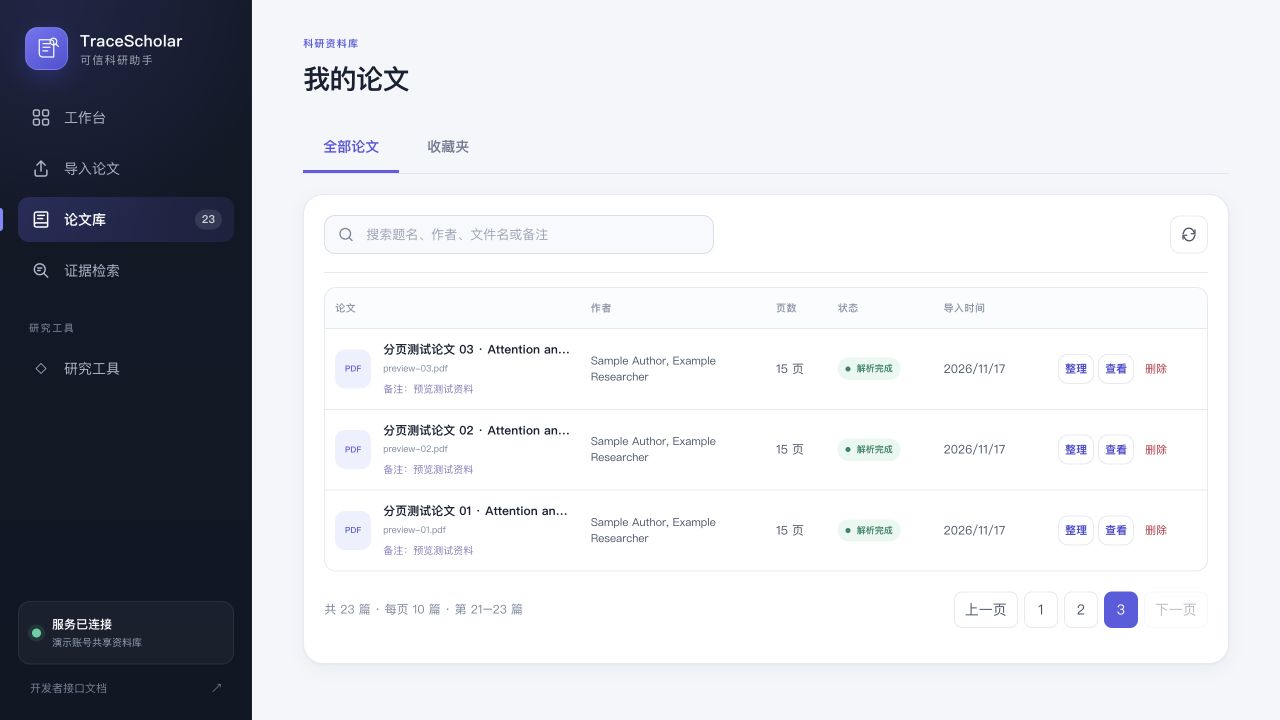 TraceScholar
可信科研助手
工作台
导入论文
论文库
23
证据检索
研究工具
研究工具
服务已连接
演示账号共享资料库
开发者接口文档
↗
科研资料库
我的论文
全部论文
收藏夹
搜索题名、作者、文件名或备注
论文
作者
页数
状态
导入时间
PDF
分页测试论文 03 · Attention an...
preview-03.pdf
备注：预览测试资料
Sample Author, Example
Researcher
15 页
解析完成
2026/11/17
整理
查看
删除
PDF
分页测试论文 02 · Attention an...
preview-02.pdf
备注：预览测试资料
Sample Author, Example
Researcher
15 页
解析完成
2026/11/17
整理
查看
删除
PDF
分页测试论文 01 · Attention an...
preview-01.pdf
备注：预览测试资料
Sample Author, Example
Researcher
15 页
解析完成
2026/11/17
整理
查看
删除
共 23 篇 · 每页 10 篇 · 第 21–23 篇
上一页
1
2
3
下一页